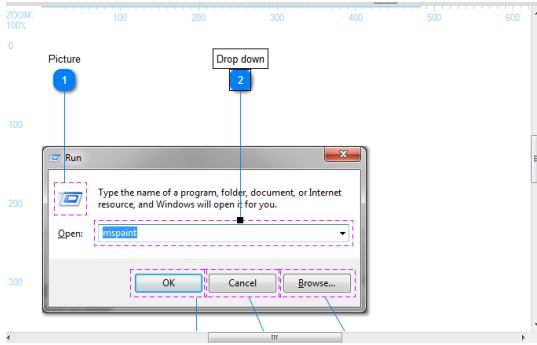 ZOOM: 100%
100 200 300 400 500 600
0
Picture
Drop down
1
2
100
Run
Type the name of a program, folder, document, or Internet
resource, and Windows will open it for you.
200
Open: mspaint
OK Cancel Browse...
300